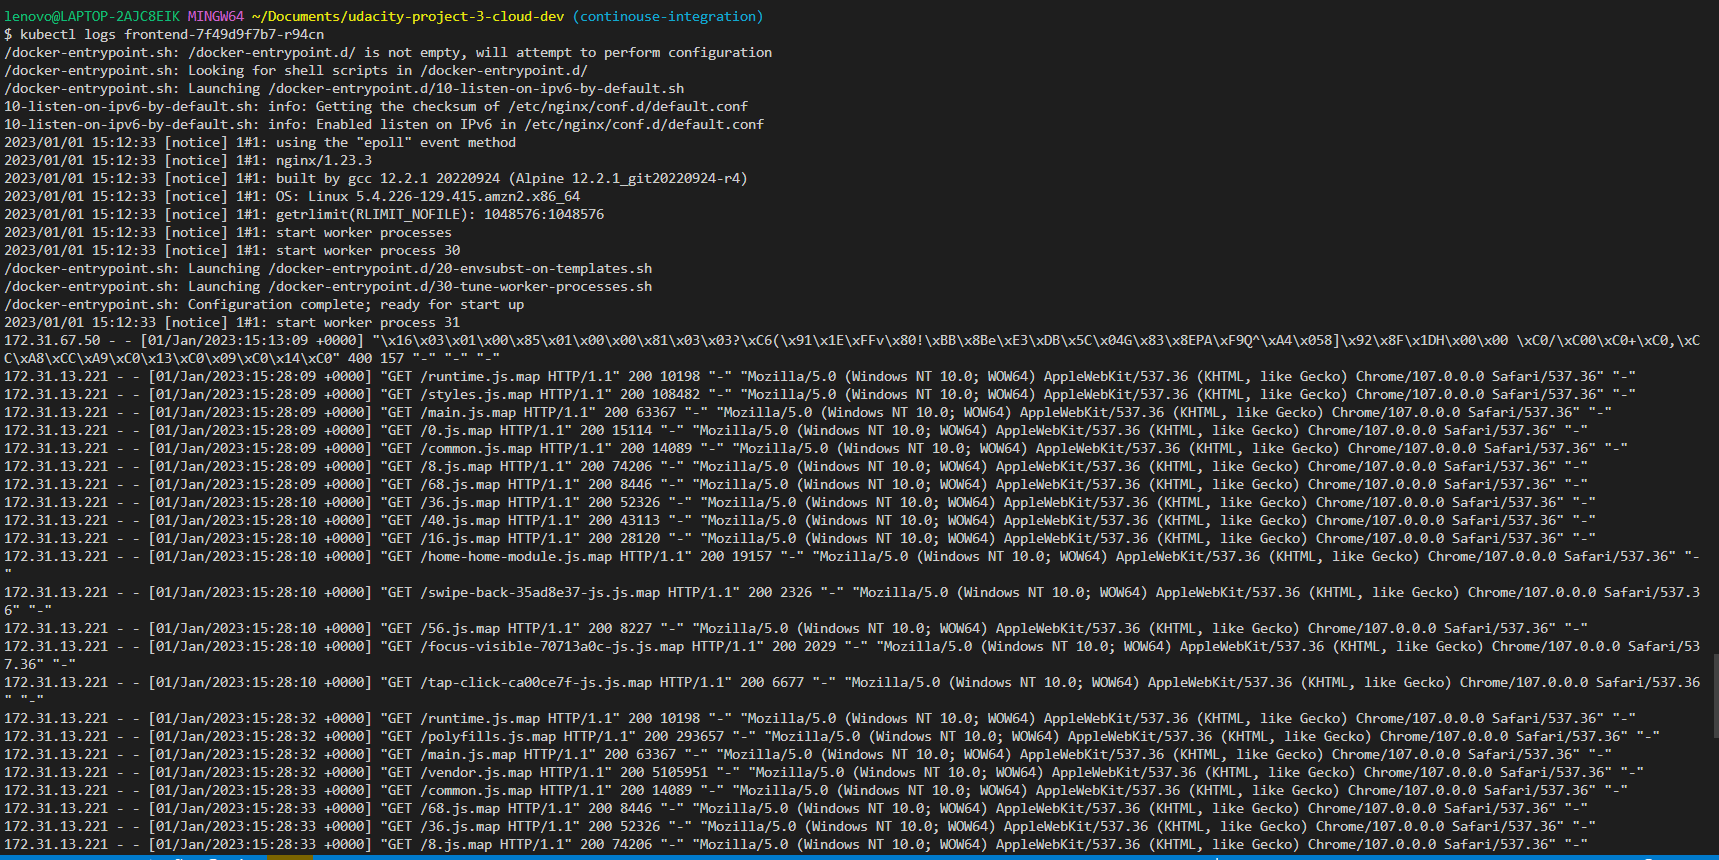 lenovo@LAPTOP-2AJC8EIK MINGW64 ~/Documents/udacity-project-3-cloud-dev (continouse-integration)
$ kubectl logs frontend-7f49d9f7b7-r94cn
/docker-entrypoint.sh: /docker-entrypoint.d/ is not empty, will attempt to perform configuration
/docker-entrypoint.sh: Looking for shell scripts in /docker-entrypoint.d/
/docker-entrypoint.sh: Launching /docker-entrypoint.d/10-listen-on-ipv6-by-default.sh
10-listen-on-ipv6-by-default.sh: info: Getting the checksum of /etc/nginx/conf.d/default.conf
10-listen-on-ipv6-by-default.sh: info: Enabled listen on IPv6 in /etc/nginx/conf.d/default.conf
2023/01/01 15:12:33 [notice] 1#1: using the "epoll" event method
2023/01/01 15:12:33 [notice] 1#1: nginx/1.23.3
2023/01/01 15:12:33 [notice] 1#1: built by gcc 12.2.1 20220924 (Alpine 12.2.1_git20220924-r4)
2023/01/01 15:12:33 [notice] 1#1: OS: Linux 5.4.226-129.415.amzn2.x86_64
2023/01/01 15:12:33 [notice] 1#1: getrlimit(RLIMIT_NOFILE): 1048576:1048576
2023/01/01 15:12:33 [notice] 1#1: start worker processes
2023/01/01 15:12:33 [notice] 1#1: start worker process 30
/docker-entrypoint.sh: Launching /docker-entrypoint.d/20-envsubst-on-templates.sh
/docker-entrypoint.sh: Launching /docker-entrypoint.d/30-tune-worker-processes.sh
/docker-entrypoint.sh: Configuration complete; ready for start up
2023/01/01 15:12:33 [notice] 1#1: start worker process 31
172.31.67.50 - - [01/Jan/2023:15:13:09 +0000] "\x16\x03\x01\x00\x85\x01\x00\x00\x81\x03\x03?\xC6(\x91\x1E\xFFv\x80!\xBB\x8Be\xE3\xDB\x5C\x04G\x83\x8EPA\xF9Q^\xA4\x058]\x92\x8F\x1DH\x00\x00 \xC0/\xC00\xC0+\xC0,\xC
C\xA8\xCC\xA9\xC0\x13\xC0\x09\xC0\x14\xC0" 400 157 "-" "-" "-"
172.31.13.221 - - [01/Jan/2023:15:28:09 +0000] "GET /runtime.js.map HTTP/1.1" 200 10198 "-" "Mozilla/5.0 (Windows NT 10.0; WOW64) AppleWebKit/537.36 (KHTML, like Gecko) Chrome/107.0.0.0 Safari/537.36" "-"
172.31.13.221 - - [01/Jan/2023:15:28:09 +0000] "GET /styles.js.map HTTP/1.1" 200 108482 "-" "Mozilla/5.0 (Windows NT 10.0; WOW64) AppleWebKit/537.36 (KHTML, like Gecko) Chrome/107.0.0.0 Safari/537.36" "-"
172.31.13.221 - - [01/Jan/2023:15:28:09 +0000] "GET /main.js.map HTTP/1.1" 200 63367 "-" "Mozilla/5.0 (Windows NT 10.0; WOW64) AppleWebKit/537.36 (KHTML, like Gecko) Chrome/107.0.0.0 Safari/537.36" "-"
172.31.13.221 - - [01/Jan/2023:15:28:09 +0000] "GET /0.js.map HTTP/1.1" 200 15114 "-" "Mozilla/5.0 (Windows NT 10.0; WOW64) AppleWebKit/537.36 (KHTML, like Gecko) Chrome/107.0.0.0 Safari/537.36" "-"
172.31.13.221 - - [01/Jan/2023:15:28:09 +0000] "GET /common.js.map HTTP/1.1" 200 14089 "-" "Mozilla/5.0 (Windows NT 10.0; WOW64) AppleWebKit/537.36 (KHTML, like Gecko) Chrome/107.0.0.0 Safari/537.36" "-"
172.31.13.221 - - [01/Jan/2023:15:28:09 +0000] "GET /8.js.map HTTP/1.1" 200 74206 "-" "Mozilla/5.0 (Windows NT 10.0; WOW64) AppleWebKit/537.36 (KHTML, like Gecko) Chrome/107.0.0.0 Safari/537.36" "-"
172.31.13.221 - - [01/Jan/2023:15:28:09 +0000] "GET /68.js.map HTTP/1.1" 200 8446 "-" "Mozilla/5.0 (Windows NT 10.0; WOW64) AppleWebKit/537.36 (KHTML, like Gecko) Chrome/107.0.0.0 Safari/537.36" "-"
172.31.13.221 - - [01/Jan/2023:15:28:10 +0000] "GET /36.js.map HTTP/1.1" 200 52326 "-" "Mozilla/5.0 (Windows NT 10.0; WOW64) AppleWebKit/537.36 (KHTML, like Gecko) Chrome/107.0.0.0 Safari/537.36" "-"
172.31.13.221 - - [01/Jan/2023:15:28:10 +0000] "GET /40.js.map HTTP/1.1" 200 43113 "-" "Mozilla/5.0 (Windows NT 10.0; WOW64) AppleWebKit/537.36 (KHTML, like Gecko) Chrome/107.0.0.0 Safari/537.36" "-"
172.31.13.221 - - [01/Jan/2023:15:28:10 +0000] "GET /16.js.map HTTP/1.1" 200 28120 "-" "Mozilla/5.0 (Windows NT 10.0; WOW64) AppleWebKit/537.36 (KHTML, like Gecko) Chrome/107.0.0.0 Safari/537.36" "-"
172.31.13.221 - - [01/Jan/2023:15:28:10 +0000] "GET /home-home-module.js.map HTTP/1.1" 200 19157 "-" "Mozilla/5.0 (Windows NT 10.0; WOW64) AppleWebKit/537.36 (KHTML, like Gecko) Chrome/107.0.0.0 Safari/537.36" "-
"
172.31.13.221 - - [01/Jan/2023:15:28:10 +0000] "GET /swipe-back-35ad8e37-js.js.map HTTP/1.1" 200 2326 "-" "Mozilla/5.0 (Windows NT 10.0; WOW64) AppleWebKit/537.36 (KHTML, like Gecko) Chrome/107.0.0.0 Safari/537.3
6" "-"
172.31.13.221 - - [01/Jan/2023:15:28:10 +0000] "GET /56.js.map HTTP/1.1" 200 8227 "-" "Mozilla/5.0 (Windows NT 10.0; WOW64) AppleWebKit/537.36 (KHTML, like Gecko) Chrome/107.0.0.0 Safari/537.36" "-"
172.31.13.221 - - [01/Jan/2023:15:28:10 +0000] "GET /focus-visible-70713a0c-js.js.map HTTP/1.1" 200 2029 "-" "Mozilla/5.0 (Windows NT 10.0; WOW64) AppleWebKit/537.36 (KHTML, like Gecko) Chrome/107.0.0.0 Safari/53
7.36" "-"
172.31.13.221 - - [01/Jan/2023:15:28:10 +0000] "GET /tap-click-ca00ce7f-js.js.map HTTP/1.1" 200 6677 "-" "Mozilla/5.0 (Windows NT 10.0; WOW64) AppleWebKit/537.36 (KHTML, like Gecko) Chrome/107.0.0.0 Safari/537.36
" "-"
172.31.13.221 - - [01/Jan/2023:15:28:32 +0000] "GET /runtime.js.map HTTP/1.1" 200 10198 "-" "Mozilla/5.0 (Windows NT 10.0; WOW64) AppleWebKit/537.36 (KHTML, like Gecko) Chrome/107.0.0.0 Safari/537.36" "-"
172.31.13.221 - - [01/Jan/2023:15:28:32 +0000] "GET /polyfills.js.map HTTP/1.1" 200 293657 "-" "Mozilla/5.0 (Windows NT 10.0; WOW64) AppleWebKit/537.36 (KHTML, like Gecko) Chrome/107.0.0.0 Safari/537.36" "-"
172.31.13.221 - - [01/Jan/2023:15:28:32 +0000] "GET /main.js.map HTTP/1.1" 200 63367 "-" "Mozilla/5.0 (Windows NT 10.0; WOW64) AppleWebKit/537.36 (KHTML, like Gecko) Chrome/107.0.0.0 Safari/537.36" "-"
172.31.13.221 - - [01/Jan/2023:15:28:32 +0000] "GET /vendor.js.map HTTP/1.1" 200 5105951 "-" "Mozilla/5.0 (Windows NT 10.0; WOW64) AppleWebKit/537.36 (KHTML, like Gecko) Chrome/107.0.0.0 Safari/537.36" "-"
172.31.13.221 - - [01/Jan/2023:15:28:33 +0000] "GET /common.js.map HTTP/1.1" 200 14089 "-" "Mozilla/5.0 (Windows NT 10.0; WOW64) AppleWebKit/537.36 (KHTML, like Gecko) Chrome/107.0.0.0 Safari/537.36" "-"
172.31.13.221 - - [01/Jan/2023:15:28:33 +0000] "GET /68.js.map HTTP/1.1" 200 8446 "-" "Mozilla/5.0 (Windows NT 10.0; WOW64) AppleWebKit/537.36 (KHTML, like Gecko) Chrome/107.0.0.0 Safari/537.36" "-"
172.31.13.221 - - [01/Jan/2023:15:28:33 +0000] "GET /36.js.map HTTP/1.1" 200 52326 "-" "Mozilla/5.0 (Windows NT 10.0; WOW64) AppleWebKit/537.36 (KHTML, like Gecko) Chrome/107.0.0.0 Safari/537.36" "-"
172.31.13.221 - - [01/Jan/2023:15:28:33 +0000] "GET /8.js.map HTTP/1.1" 200 74206 "-" "Mozilla/5.0 (Windows NT 10.0; WOW64) AppleWebKit/537.36 (KHTML, like Gecko) Chrome/107.0.0.0 Safari/537.36" "-"